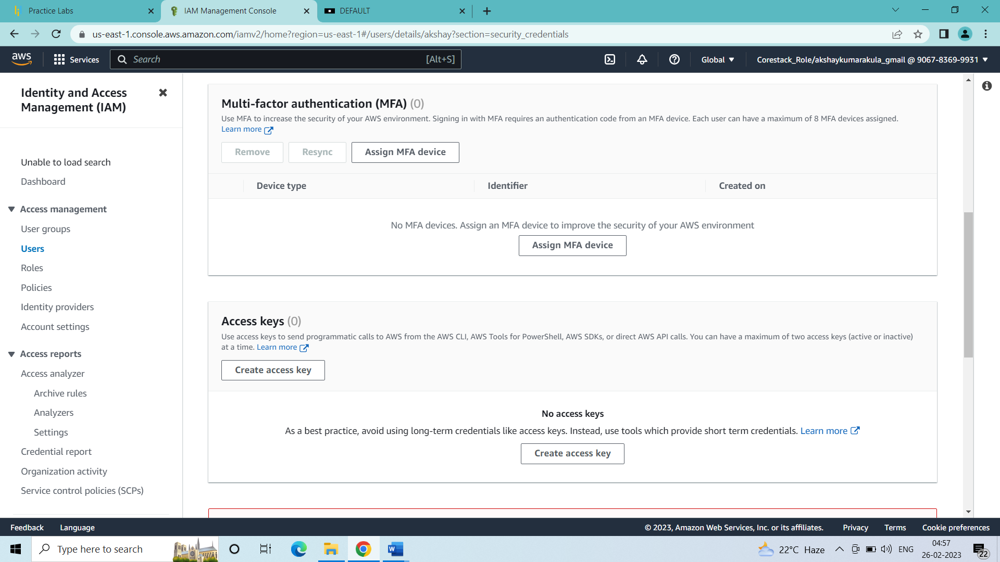 Practice Labs
IAM Management Console
DEFAULT
us-east-1.console.aws.amazon.com/iamv2/home?region=us-east-1#/users/details/akshay?section=security_credentials
aws
Services
Search
[Alt+S]
Global
Corestack_Role/akshaykumarakula_gmail @ 9067-8369-9931
Identity and Access
Management (IAM)
Unable to load search
Dashboard
Access management
User groups
Users
Roles
Policies
Identity providers
Account settings
Access reports
Access analyzer
Archive rules
Analyzers
Settings
Credential report
Organization activity
Service control policies (SCPs)
Multi-factor authentication (MFA) (0)
Use MFA to increase the security of your AWS environment. Signing in with MFA requires an authentication code from an MFA device. Each user can have a maximum of 8 MFA devices assigned.
Learn more
Remove
Resync
Assign MFA device
Device type
Identifier
Created on
No MFA devices. Assign an MFA device to improve the security of your AWS environment
Assign MFA device
Access keys (0)
Use access keys to send programmatic calls to AWS from the AWS CLI, AWS Tools for PowerShell, AWS SDKs, or direct AWS API calls. You can have a maximum of two access keys (active or inactive)
at a time. Learn more
Create access key
No access keys
As a best practice, avoid using long-term credentials like access keys. Instead, use tools which provide short term credentials. Learn more
Create access key
Feedback
Language
© 2023, Amazon Web Services, Inc. or its affiliates.
Privacy
Terms
Cookie preferences
Type here to search
22°C Haze
ENG
04:57
26-02-2023
22